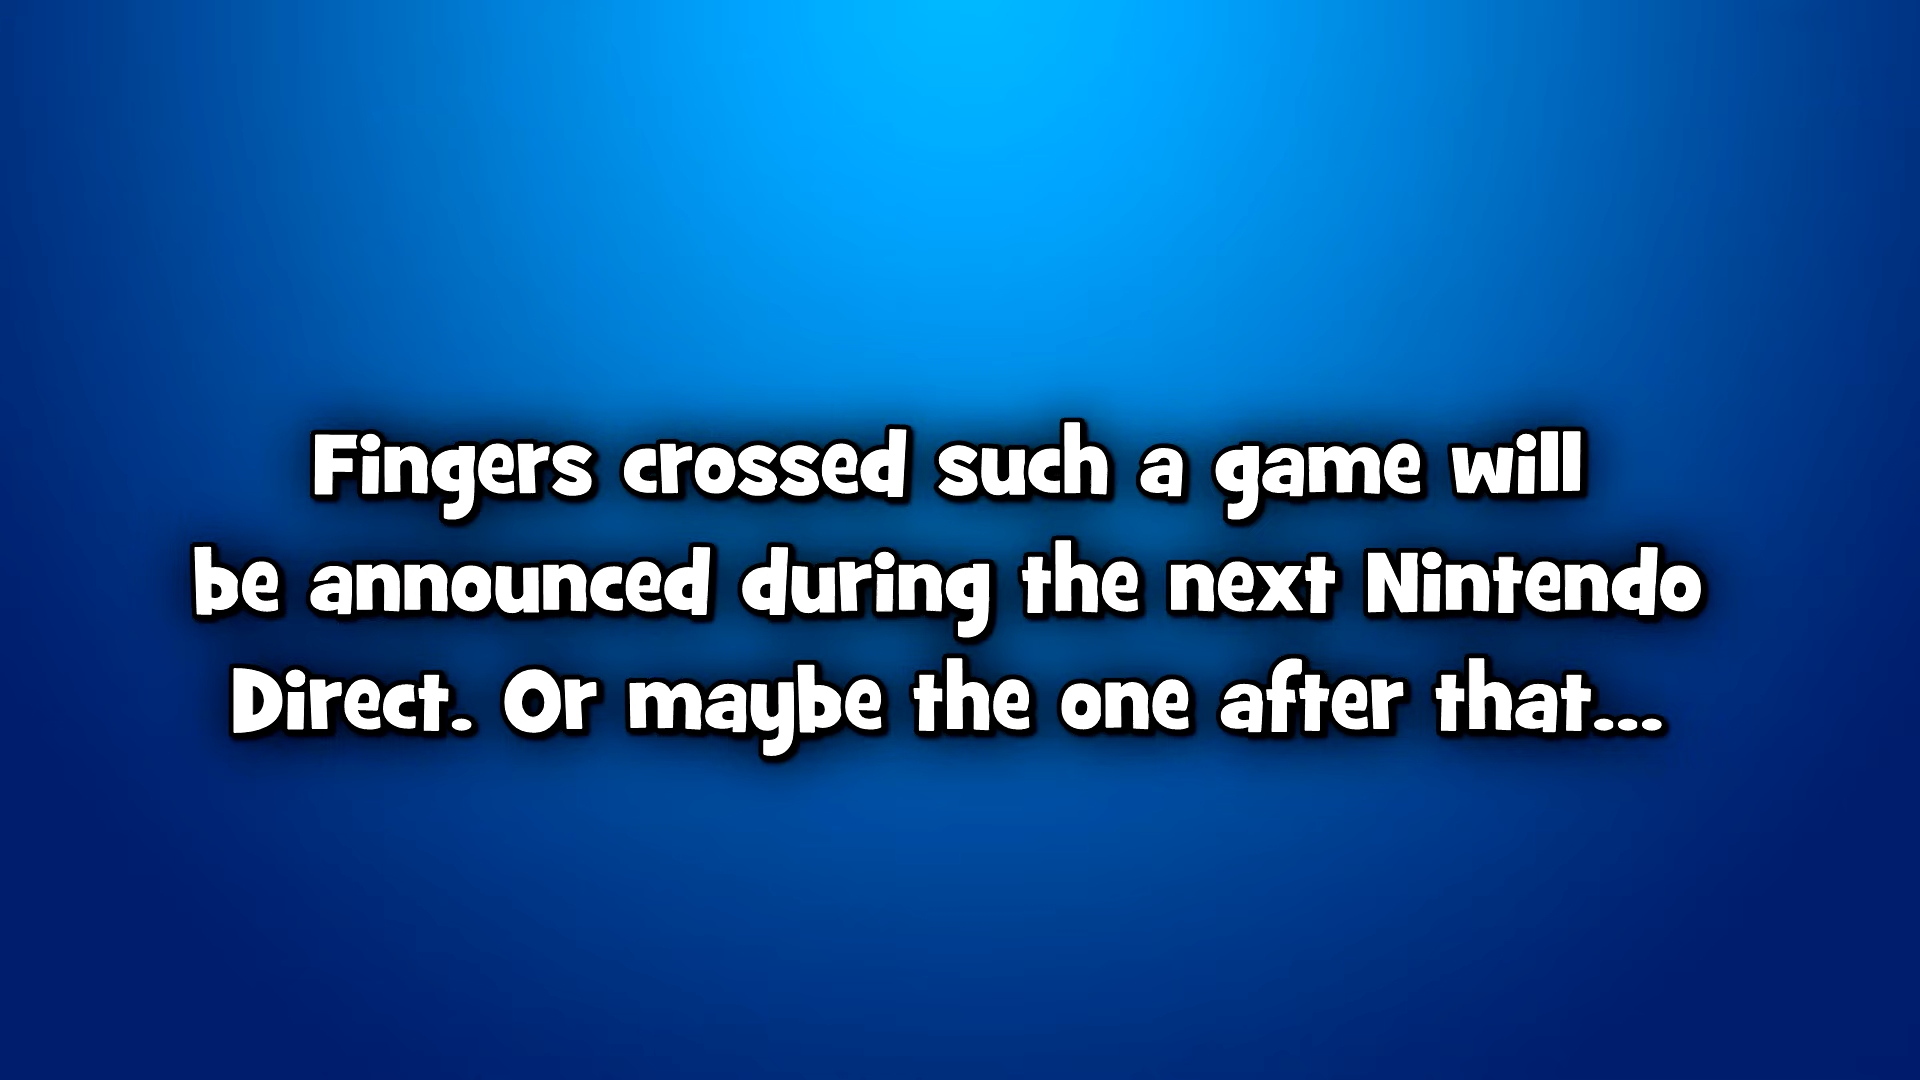 Fingers crossed such a game will
be announced during the next Nintendo
Direct. Or maybe the one after that...